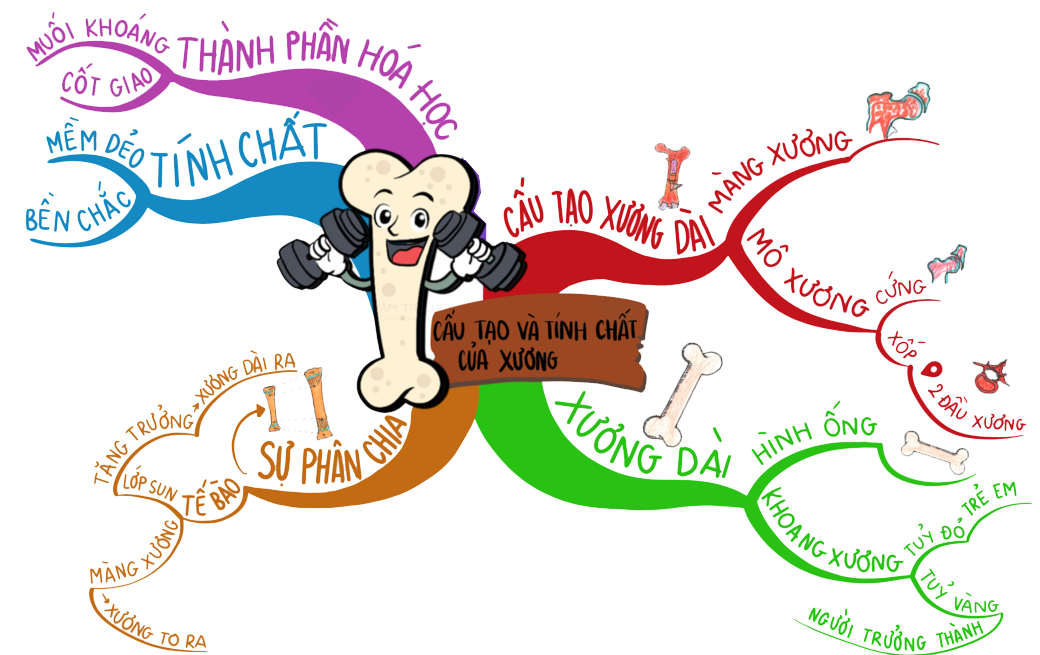 CẤU TẠO VÀ TÍNH CHẤT
CỦA XƯƠNG
THÀNH PHẦN HOÁ HỌC
MUỐI KHOÁNG
CỐT GIAO
TÍNH CHẤT
MỀM DẺO
BỀN CHẮC
CẤU TẠO XƯƠNG DÀI
MÀNG XƯƠNG
MÔ XƯƠNG
CỨNG
XỐP
2 ĐẦU XƯƠNG
XƯƠNG DÀI
HÌNH ỐNG
KHOANG XƯƠNG
TUỶ ĐỎ
TRẺ EM
TUỶ VÀNG
NGƯỜI TRƯỞNG THÀNH
SỰ PHÂN CHIA
TẾ BÀO
LỚP SỤN
TĂNG TRƯỞNG
→ XƯƠNG DÀI RA
MÀNG XƯƠNG
→ XƯƠNG TO RA